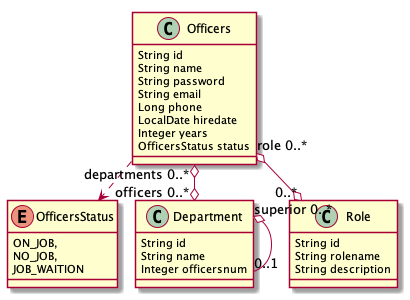 C Officers
String id
String name
String password
String email
Long phone
LocalDate hiredate
Integer years
OfficersStatus status
role 0..*
departments 0..*
officers 0..*
0..*
superior 0..*
E OfficersStatus
ON_JOB,
NO_JOB,
JOB_WAITION
C Department
String id
String name
Integer officersnum
0..1
C Role
String id
String rolename
String description